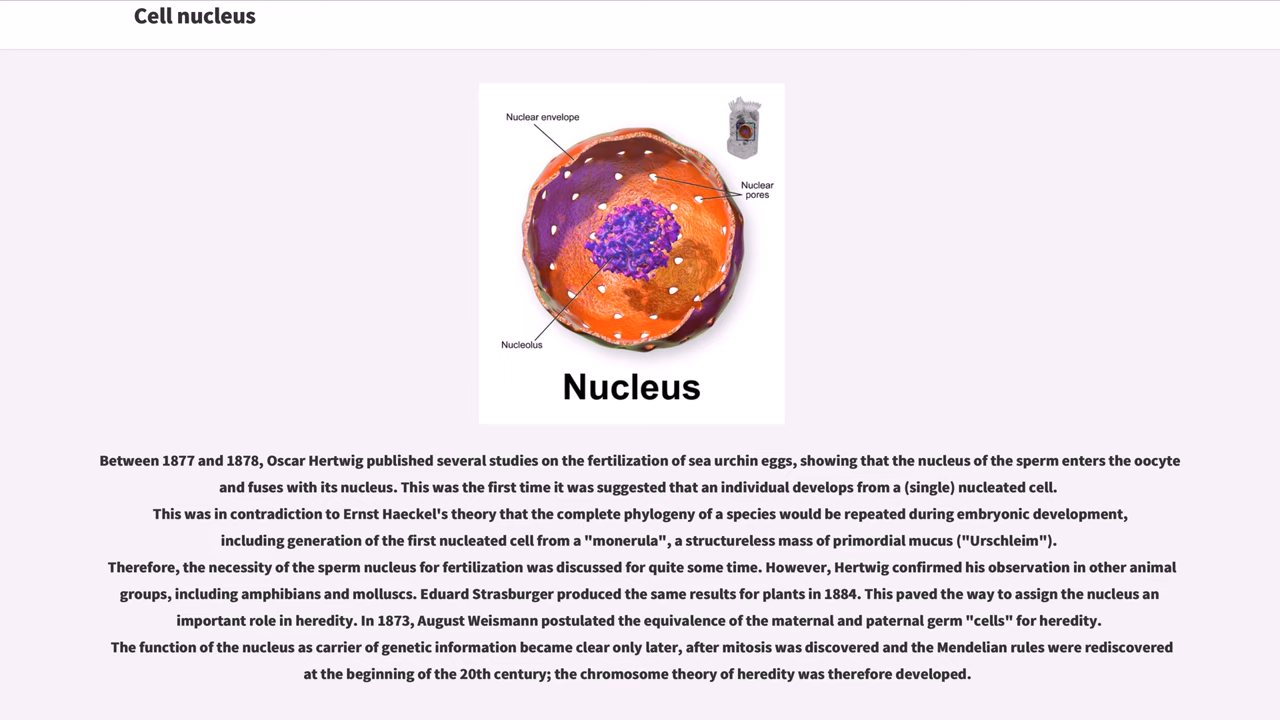 Cell nucleus
Nuclear envelope
Nuclear
pores
Nucleolus
Nucleus
Between 1877 and 1878, Oscar Hertwig published several studies on the fertilization of sea urchin eggs, showing that the nucleus of the sperm enters the oocyte
and fuses with its nucleus. This was the first time it was suggested that an individual develops from a (single) nucleated cell.
This was in contradiction to Ernst Haeckel's theory that the complete phylogeny of a species would be repeated during embryonic development,
including generation of the first nucleated cell from a "monerula", a structureless mass of primordial mucus ("Urschleim").
Therefore, the necessity of the sperm nucleus for fertilization was discussed for quite some time. However, Hertwig confirmed his observation in other animal
groups, including amphibians and molluscs. Eduard Strasburger produced the same results for plants in 1884. This paved the way to assign the nucleus an
important role in heredity. In 1873, August Weismann postulated the equivalence of the maternal and paternal germ "cells" for heredity.
The function of the nucleus as carrier of genetic information became clear only later, after mitosis was discovered and the Mendelian rules were rediscovered
at the beginning of the 20th century; the chromosome theory of heredity was therefore developed.